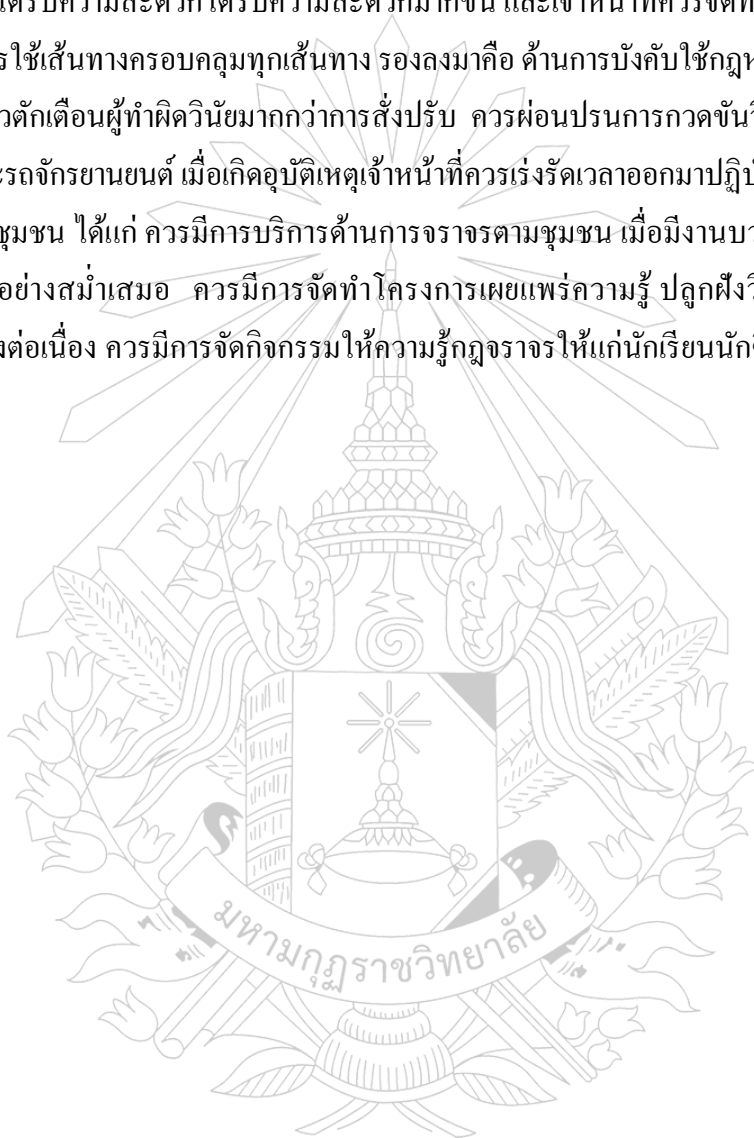 ได้รับความสะดวกได้รับความสะดวกมากขึ้น และเจ้าหน้าที่ควรจัดท
รใช้เส้นทางครอบคลุมทุกเส้นทาง รองลงมาคือ ด้านการบังคับใช้กฎห
วตักเตือนผู้ทำผิดวินัยมากกว่าการสั่งปรับ ควรผ่อนปรนการกวดขันวิ
ะรถจักรยานยนต์ เมื่อเกิดอุบัติเหตุเจ้าหน้าที่ควรเร่งรัดเวลาออกมาปฏิบั
ชุมชน ได้แก่ ควรมีการบริการด้านการจราจรตามชุมชน เมื่อมีงานบว
อย่างสม่ำเสมอ ควรมีการจัดทำโครงการเผยแพร่ความรู้ ปลูกฝังวิ
งต่อเนื่อง ควรมีการจัดกิจกรรมให้ความรู้กฎจราจรให้แก่นักเรียนนัก
มหามกุฏราชวิทยาลัย